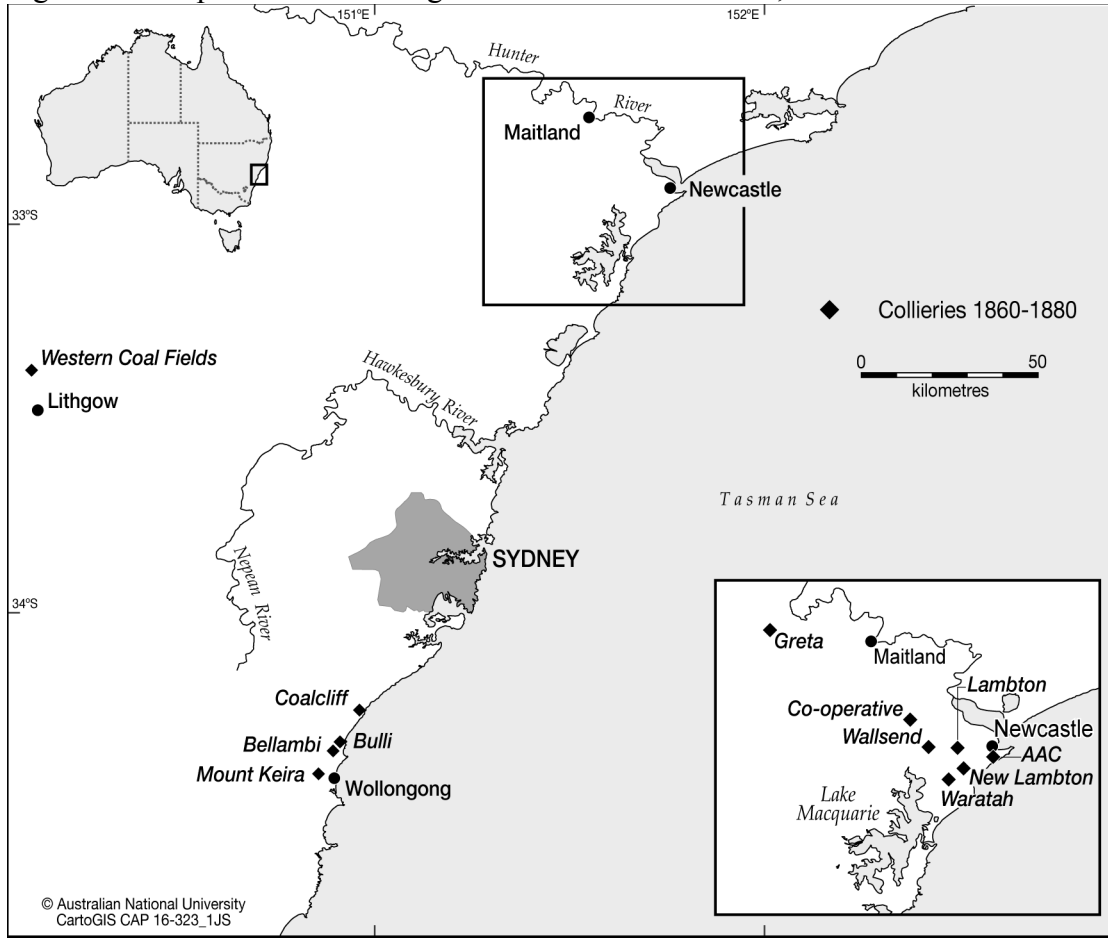 151°E
152°E
Hunter
River
Maitland
Newcastle
33°S
Collieries 1860-1880
0
50
kilometres
Western Coal Fields
Lithgow
Hawkesbury River
Tasman Sea
SYDNEY
Nepean River
34°S
Coalcliff
Bulli
Bellambi
Mount Keira
Wollongong
Greta
Maitland
Lambton
Co-operative
Newcastle
Wallsend
AAC
New Lambton
Waratah
Lake
Macquarie
© Australian National University
CartoGIS CAP 16-323_1JS